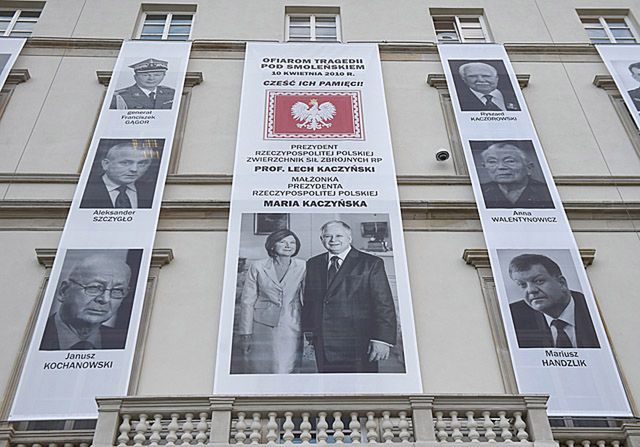 OFIAROM TRAGEDII
POD SMOLEŃSKIEM
10 KWIETNIA 2010 R.
CZEŚĆ ICH PAMIĘCI!
PREZYDENT
RZECZYPOSPOLITEJ POLSKIEJ
ZWIERZCHNIK SIŁ ZBROJNYCH RP
PROF. LECH KACZYŃSKI
MAŁŻONKA
PREZYDENTA
RZECZYPOSPOLITEJ POLSKIEJ
MARIA KACZYŃSKA
generał
Franciszek
GĄGOR
Aleksander
SZCZYGŁO
Janusz
KOCHANOWSKI
Ryszard
KACZOROWSKI
Anna
WALENTYNOWICZ
Mariusz
HANDZLIK